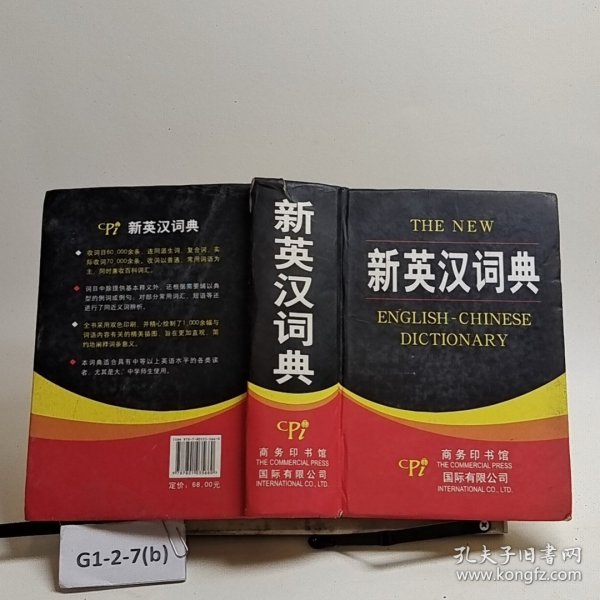 CPi 新英汉词典
收词目60,000余条，连同派生词、复合词，实
际收词70,000余条。收词以普通、常用词语为
主，同时兼收百科词汇。
词目中除提供基本释义外，还根据需要辅以典
型的例词或例句，对部分常用词汇、短语等还
进行了同近义词辨析。
全书采用双色印刷，并精心绘制了1,000余幅与
词语内容有关的精美插图，旨在更加直观、简
约地阐释词条意义。
本词典适合具有中等以上英语水平的各类读
者，尤其是大、中学师生使用。
定价：68.00元
新英汉词典
CPi
商务印书馆
THE COMMERCIAL PRESS
国际有限公司
INTERNATIONAL CO., LTD.
THE NEW
新英汉词典
ENGLISH-CHINESE
DICTIONARY
CPi
商务印书馆
THE COMMERCIAL PRESS
国际有限公司
INTERNATIONAL CO., LTD.
G1-2-7(b)
孔夫子旧书网
www.kongfz.com